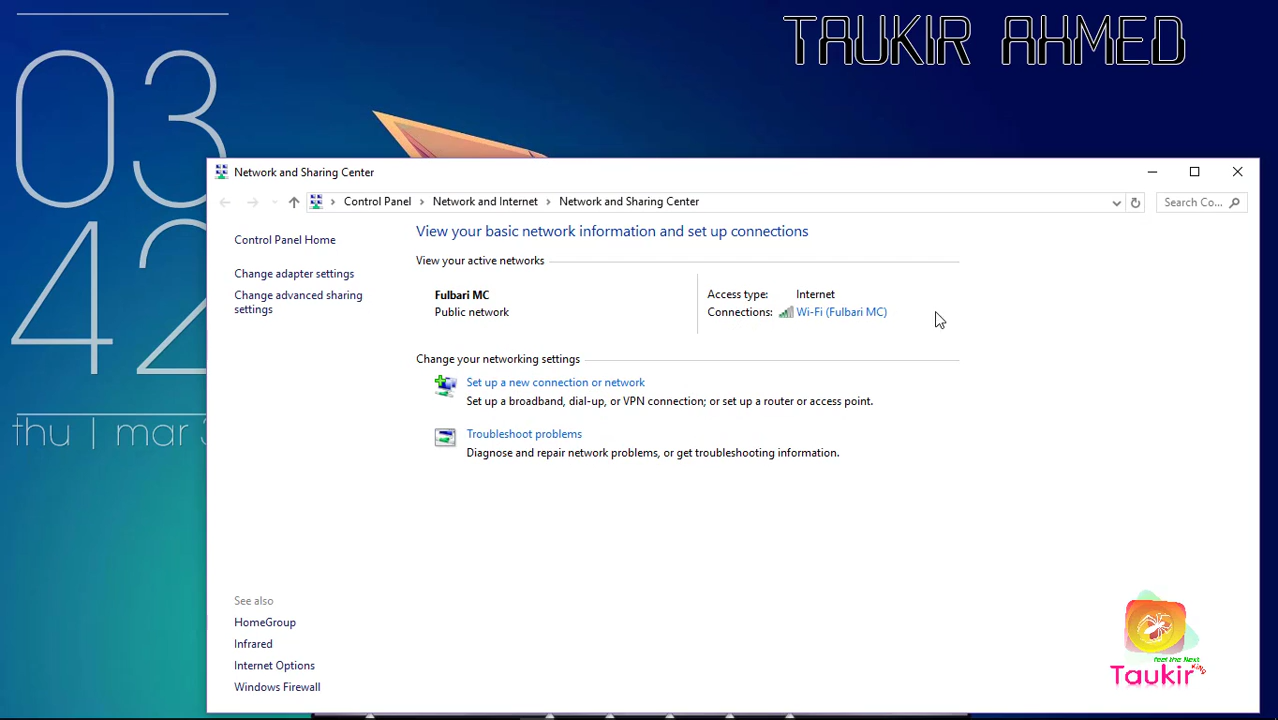 TAUKIR AHMED
03
42
thu | mar
Network and Sharing Center
Control Panel > Network and Internet > Network and Sharing Center
Search Co...
Control Panel Home
Change adapter settings
Change advanced sharing
settings
View your basic network information and set up connections
View your active networks
Fulbari MC
Public network
Access type: Internet
Connections: Wi-Fi (Fulbari MC)
Change your networking settings
Set up a new connection or network
Set up a broadband, dial-up, or VPN connection; or set up a router or access point.
Troubleshoot problems
Diagnose and repair network problems, or get troubleshooting information.
See also
HomeGroup
Infrared
Internet Options
Windows Firewall
feel the Next
Taukir King